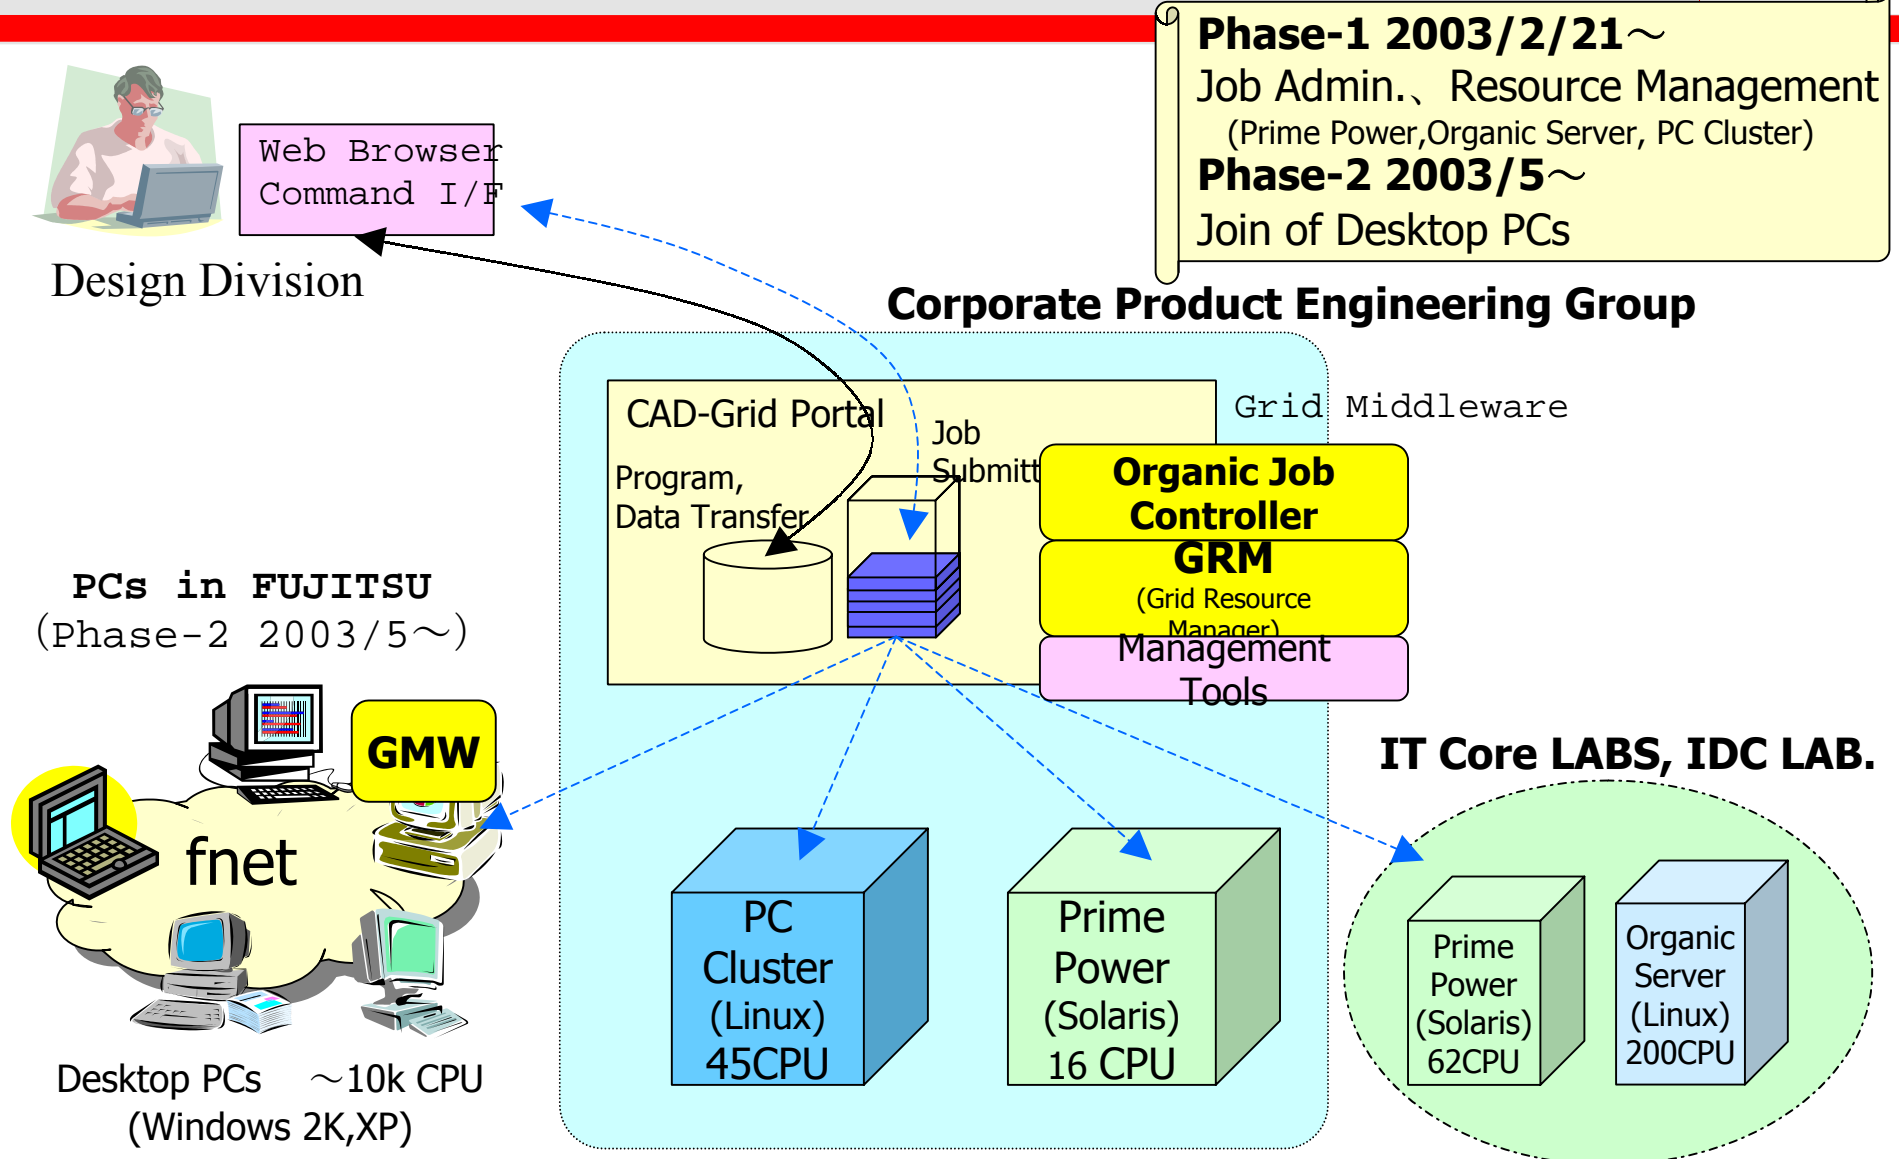 Phase-1 2003/2/21～
Job Admin.、Resource Management
(Prime Power,Organic Server, PC Cluster)
Phase-2 2003/5～
Join of Desktop PCs
Web Browser
Command I/F
Design Division
Corporate Product Engineering Group
CAD-Grid Portal
Grid Middleware
Job
Submitt
Program,
Data Transfer
Organic Job
Controller
GRM
(Grid Resource
Manager)
Management
Tools
PCs in FUJITSU
(Phase-2 2003/5～)
GMW
fnet
Desktop PCs ～10k CPU
(Windows 2K,XP)
PC
Cluster
(Linux)
45CPU
Prime
Power
(Solaris)
16 CPU
IT Core LABS, IDC LAB.
Prime
Power
(Solaris)
62CPU
Organic
Server
(Linux)
200CPU